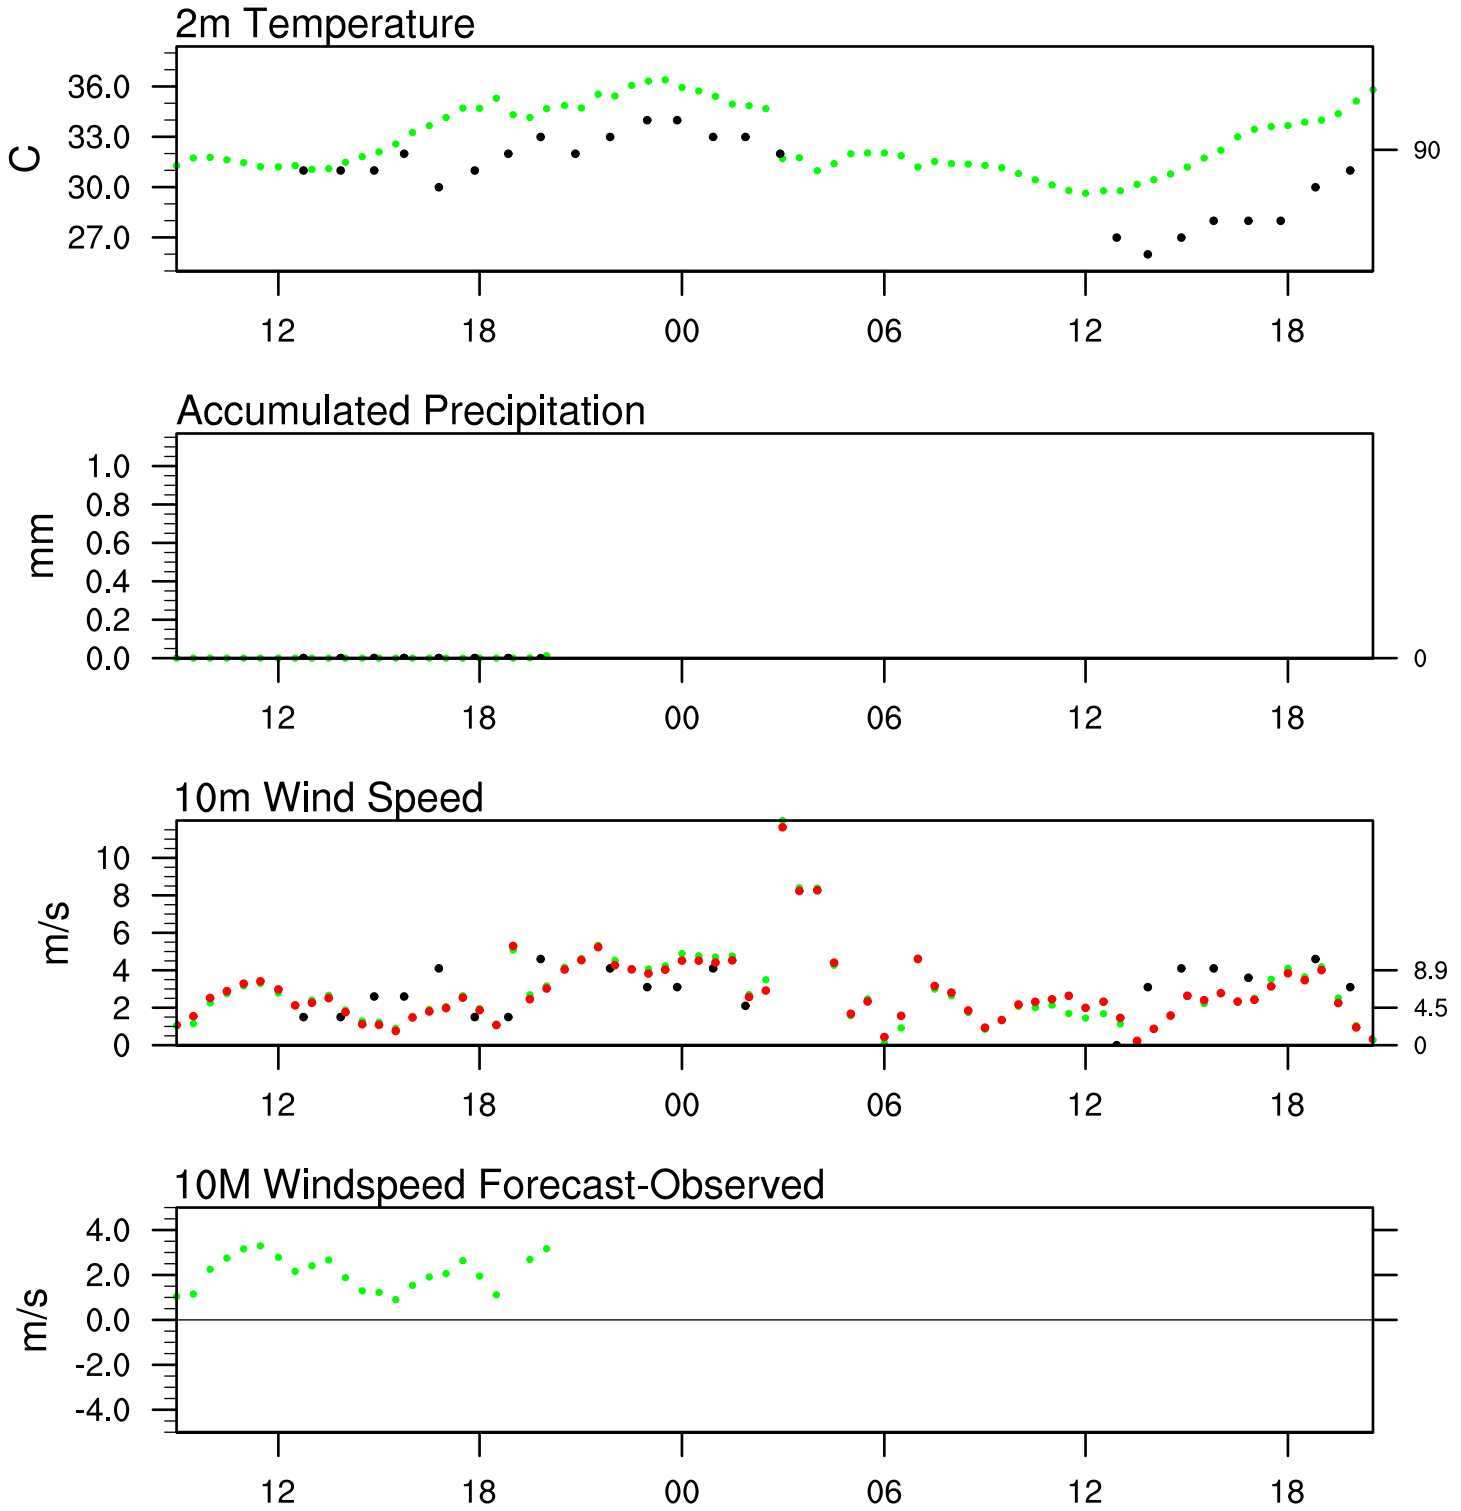 2m Temperature
36.0
33.0
30.0
27.0
C
90
12 18 00 06 12 18
Accumulated Precipitation
1.0
0.8
0.6
0.4
0.2
0.0
mm
0
12 18 00 06 12 18
10m Wind Speed
10
8
6
4
2
0
m/s
8.9
4.5
0
12 18 00 06 12 18
10M Windspeed Forecast-Observed
4.0
2.0
0.0
-2.0
-4.0
m/s
12 18 00 06 12 18